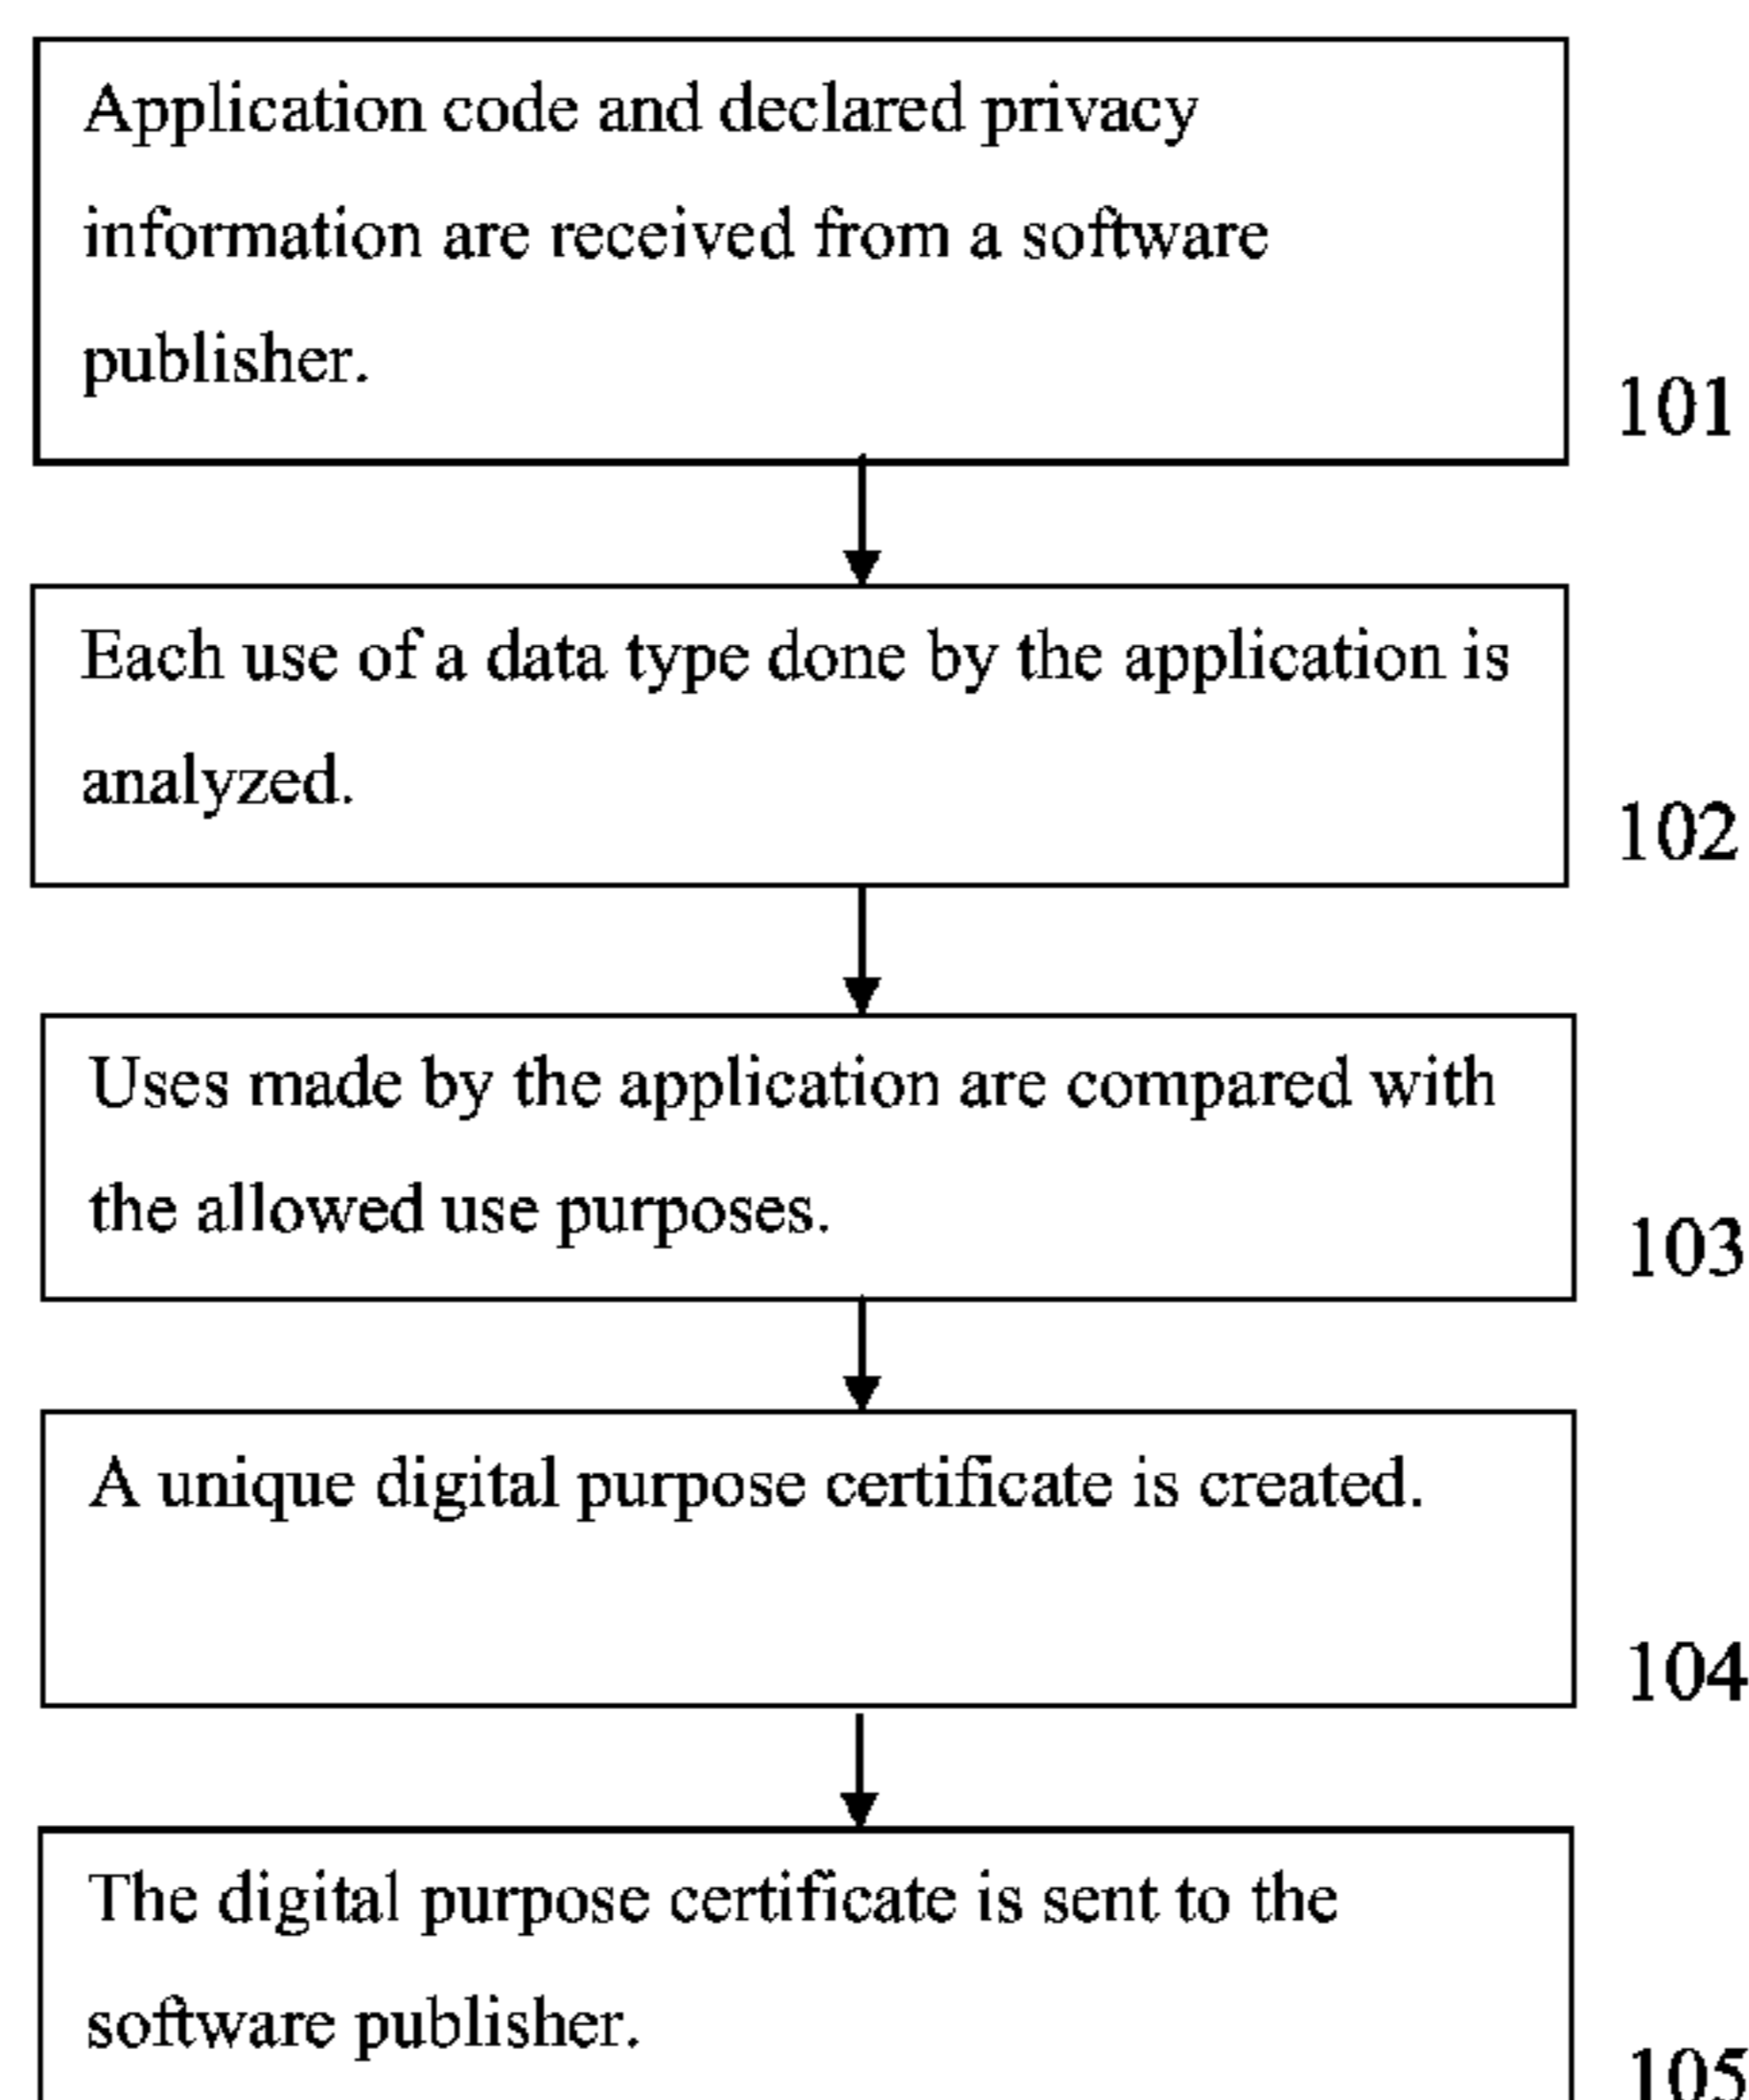 Application code and declared privacy
information are received from a software
publisher.
101
Each use of a data type done by the application is
analyzed.
102
Uses made by the application are compared with
the allowed use purposes.
103
A unique digital purpose certificate is created.
104
The digital purpose certificate is sent to the
software publisher.
105